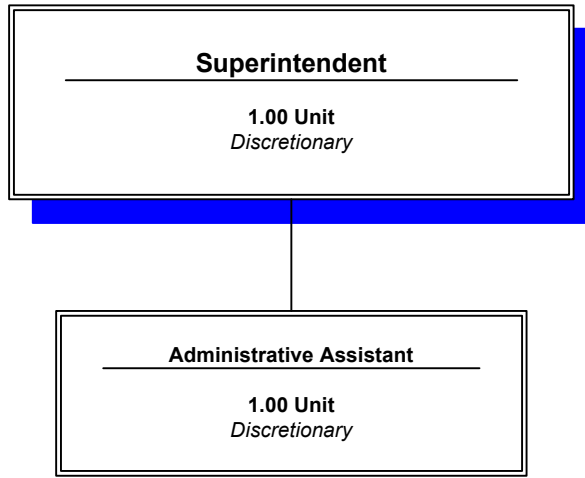 Superintendent
1.00 Unit
Discretionary
Administrative Assistant
1.00 Unit
Discretionary